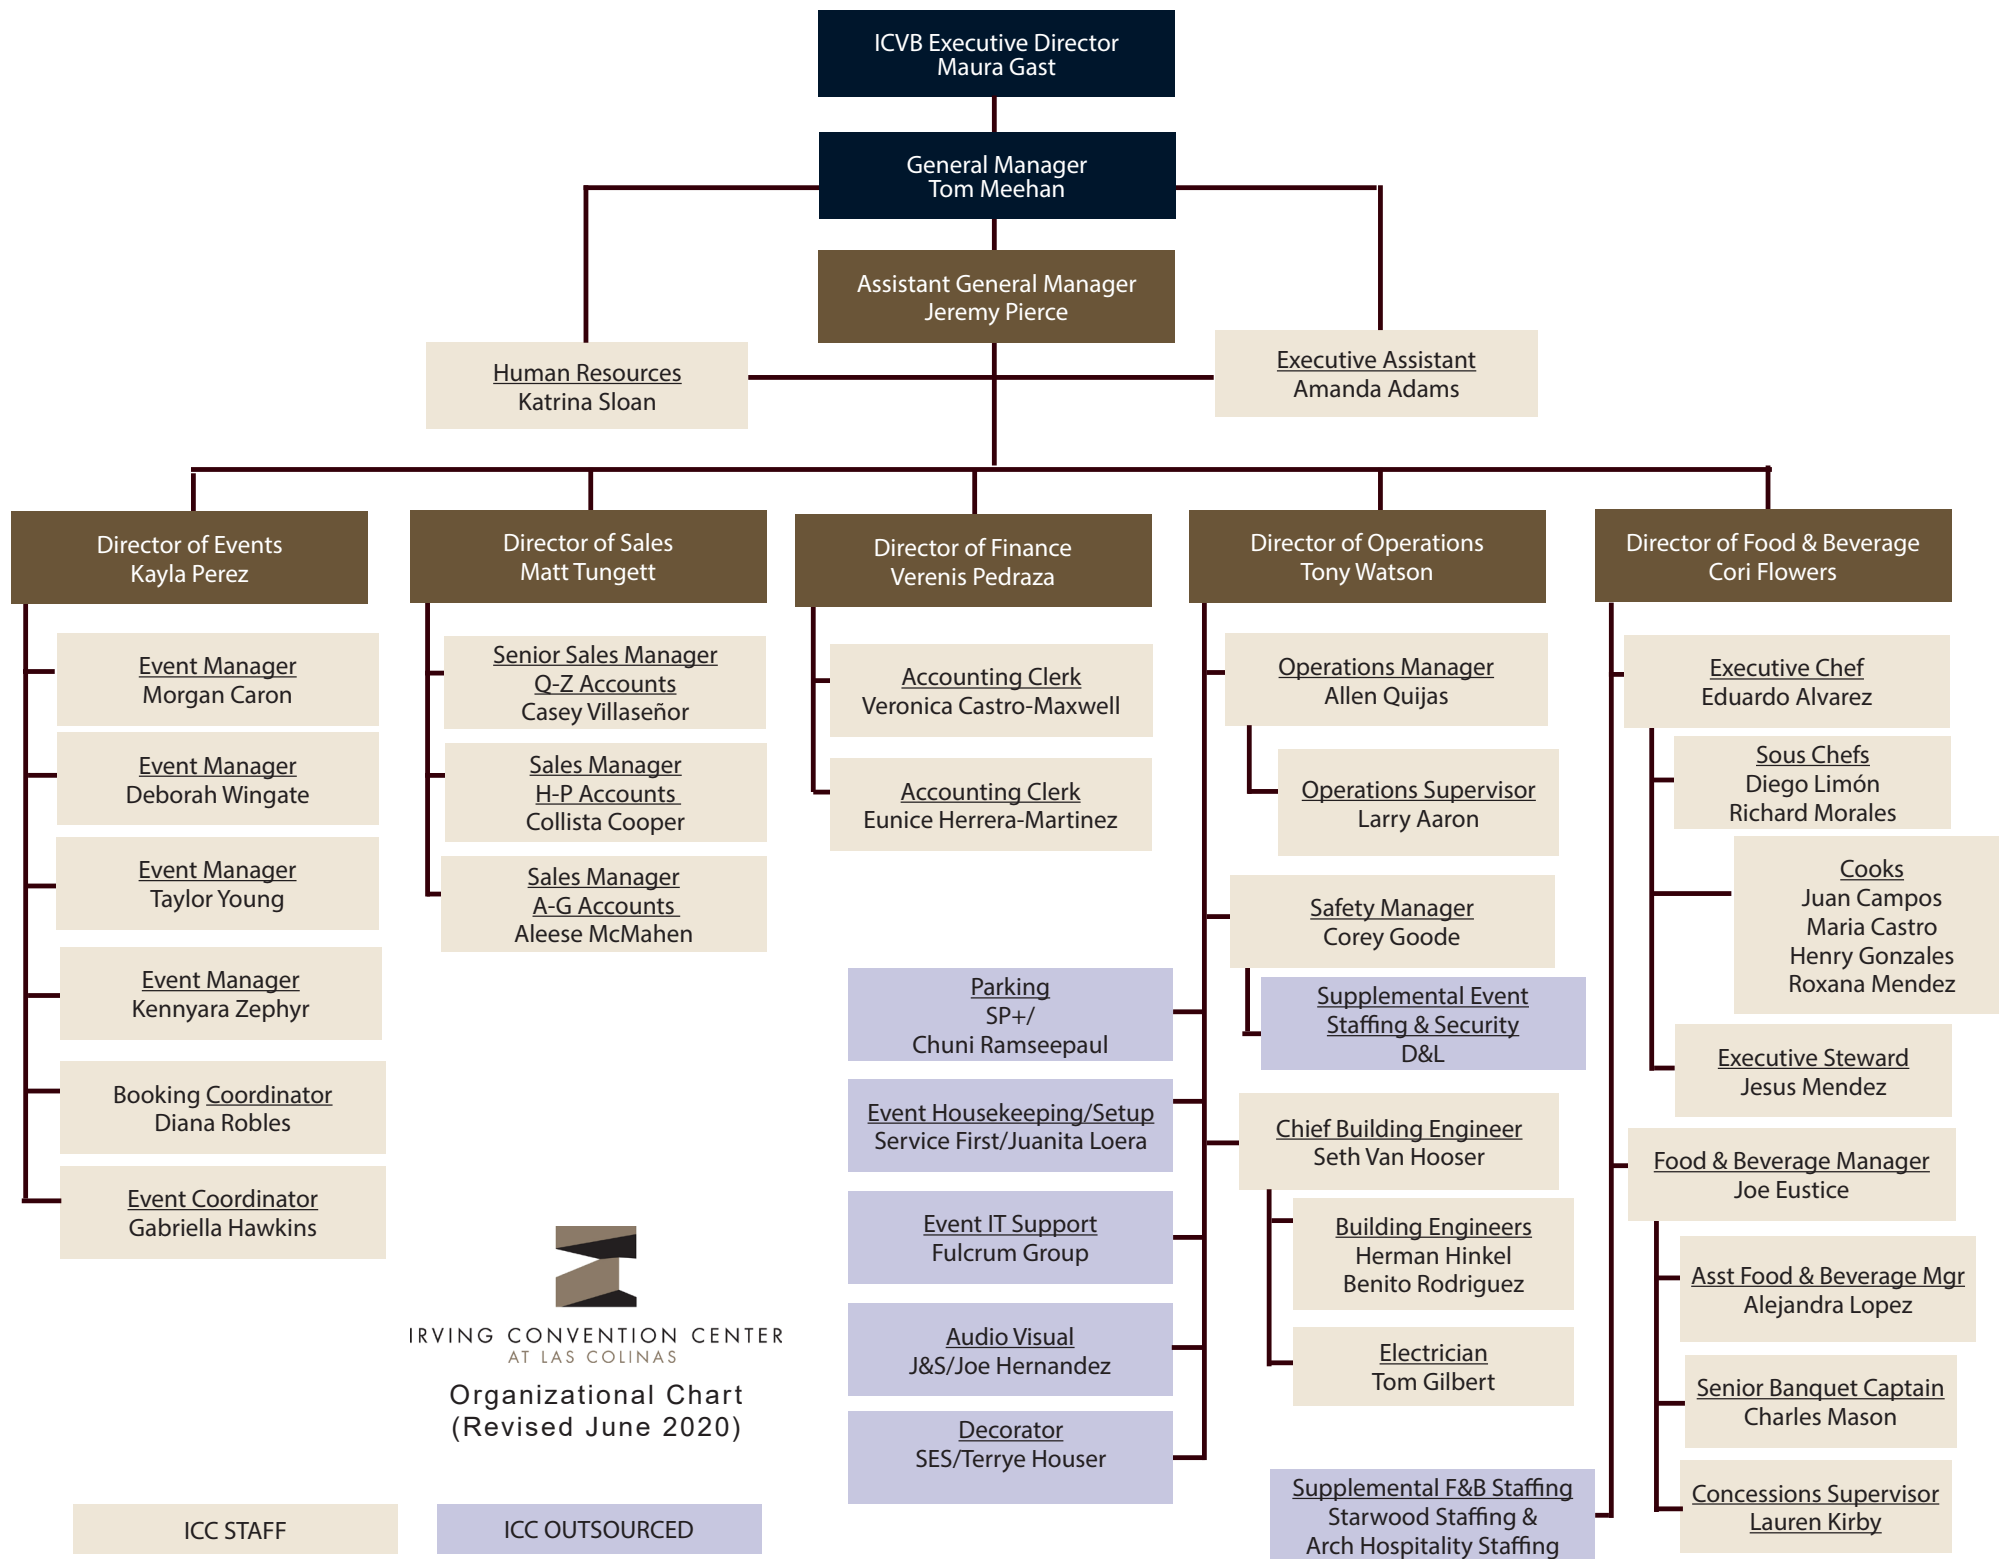 ICVB Executive Director
Maura Gast
General Manager
Tom Meehan
Assistant General Manager
Jeremy Pierce
Human Resources
Katrina Sloan
Executive Assistant
Amanda Adams
Director of Events
Kayla Perez
Event Manager
Morgan Caron
Event Manager
Deborah Wingate
Event Manager
Taylor Young
Event Manager
Kennyara Zephyr
Booking Coordinator
Diana Robles
Event Coordinator
Gabriella Hawkins
Director of Sales
Matt Tungett
Senior Sales Manager
Q-Z Accounts
Casey Villaseñor
Sales Manager
H-P Accounts
Collista Cooper
Sales Manager
A-G Accounts
Aleese McMahen
Director of Finance
Verenis Pedraza
Accounting Clerk
Veronica Castro-Maxwell
Accounting Clerk
Eunice Herrera-Martinez
Director of Operations
Tony Watson
Operations Manager
Allen Quijas
Operations Supervisor
Larry Aaron
Safety Manager
Corey Goode
Supplemental Event
Staffing & Security
D&L
Chief Building Engineer
Seth Van Hooser
Building Engineers
Herman Hinkel
Benito Rodriguez
Electrician
Tom Gilbert
Parking
SP+/
Chuni Ramseepaul
Event Housekeeping/Setup
Service First/Juanita Loera
Event IT Support
Fulcrum Group
Audio Visual
J&S/Joe Hernandez
Decorator
SES/Terrye Houser
Director of Food & Beverage
Cori Flowers
Executive Chef
Eduardo Alvarez
Sous Chefs
Diego Limón
Richard Morales
Cooks
Juan Campos
Maria Castro
Henry Gonzales
Roxana Mendez
Executive Steward
Jesus Mendez
Food & Beverage Manager
Joe Eustice
Asst Food & Beverage Mgr
Alejandra Lopez
Senior Banquet Captain
Charles Mason
Concessions Supervisor
Lauren Kirby
Supplemental F&B Staffing
Starwood Staffing &
Arch Hospitality Staffing
IRVING CONVENTION CENTER
AT LAS COLINAS
Organizational Chart
(Revised June 2020)
ICC STAFF
ICC OUTSOURCED